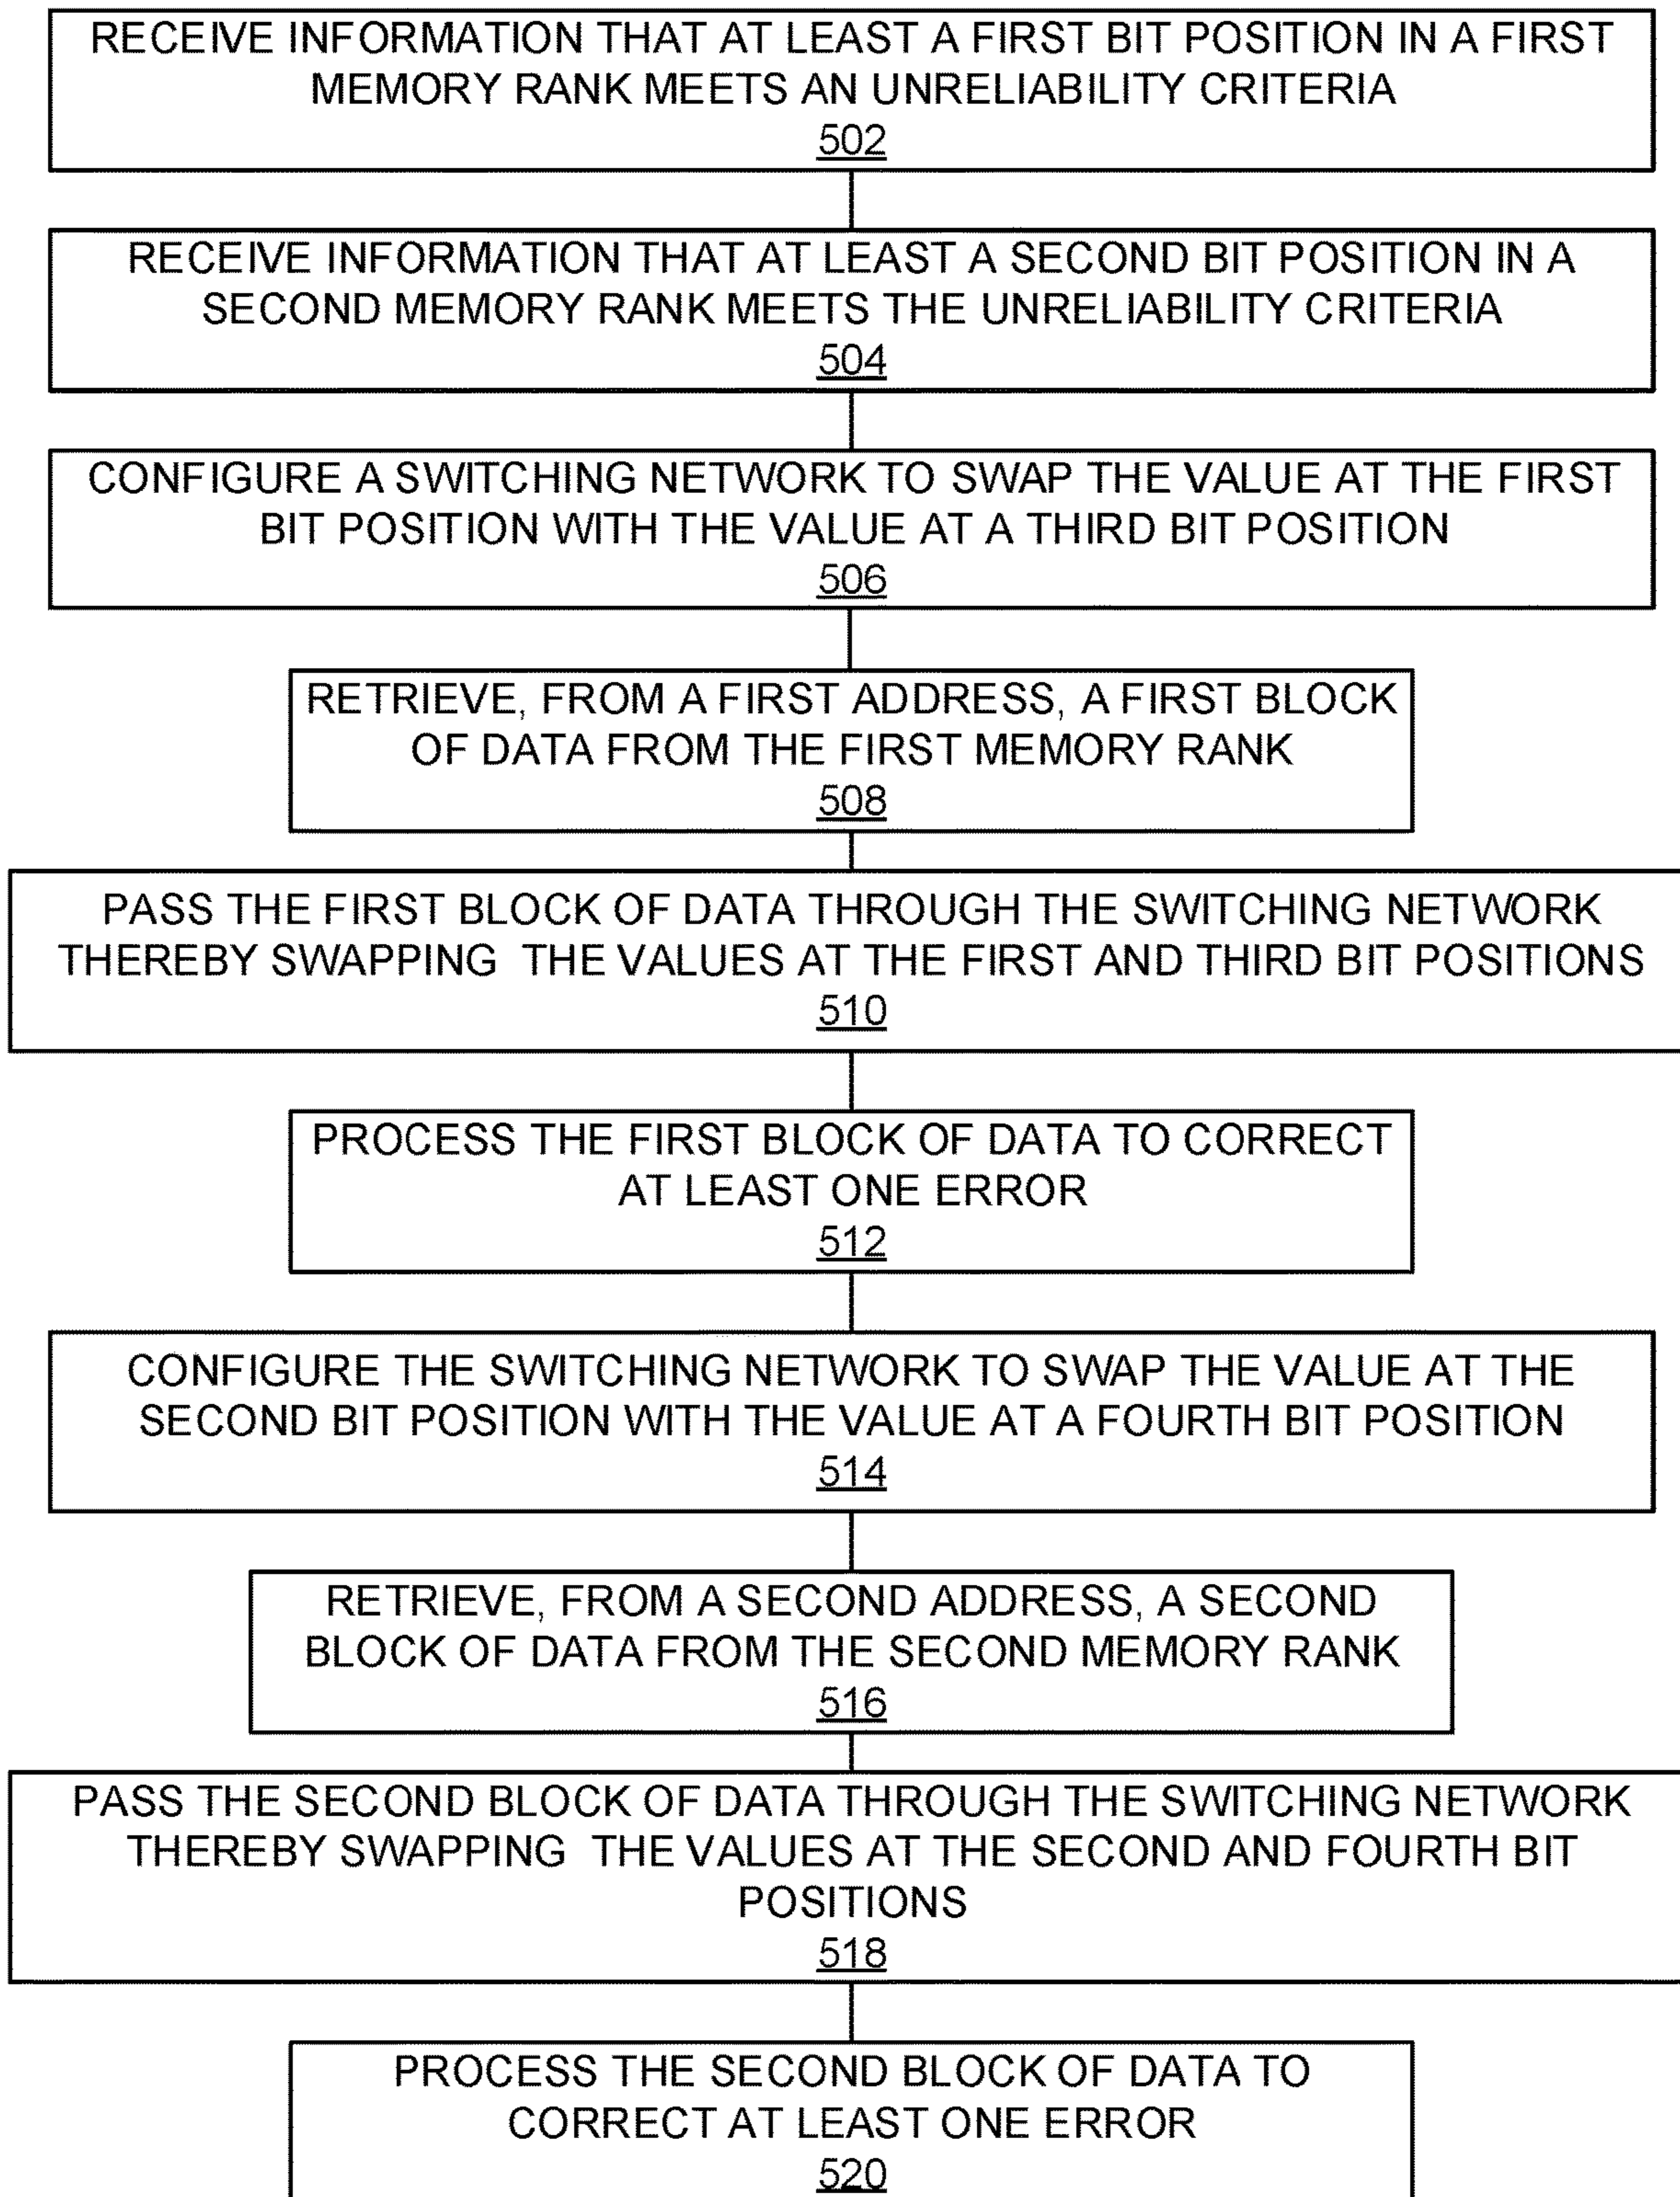 RECEIVE INFORMATION THAT AT LEAST A FIRST BIT POSITION IN A FIRST
MEMORY RANK MEETS AN UNRELIABILITY CRITERIA
502
RECEIVE INFORMATION THAT AT LEAST A SECOND BIT POSITION IN A
SECOND MEMORY RANK MEETS THE UNRELIABILITY CRITERIA
504
CONFIGURE A SWITCHING NETWORK TO SWAP THE VALUE AT THE FIRST
BIT POSITION WITH THE VALUE AT A THIRD BIT POSITION
506
RETRIEVE, FROM A FIRST ADDRESS, A FIRST BLOCK
OF DATA FROM THE FIRST MEMORY RANK
508
PASS THE FIRST BLOCK OF DATA THROUGH THE SWITCHING NETWORK
THEREBY SWAPPING THE VALUES AT THE FIRST AND THIRD BIT POSITIONS
510
PROCESS THE FIRST BLOCK OF DATA TO CORRECT
AT LEAST ONE ERROR
512
CONFIGURE THE SWITCHING NETWORK TO SWAP THE VALUE AT THE
SECOND BIT POSITION WITH THE VALUE AT A FOURTH BIT POSITION
514
RETRIEVE, FROM A SECOND ADDRESS, A SECOND
BLOCK OF DATA FROM THE SECOND MEMORY RANK
516
PASS THE SECOND BLOCK OF DATA THROUGH THE SWITCHING NETWORK
THEREBY SWAPPING THE VALUES AT THE SECOND AND FOURTH BIT
POSITIONS
518
PROCESS THE SECOND BLOCK OF DATA TO
CORRECT AT LEAST ONE ERROR
520